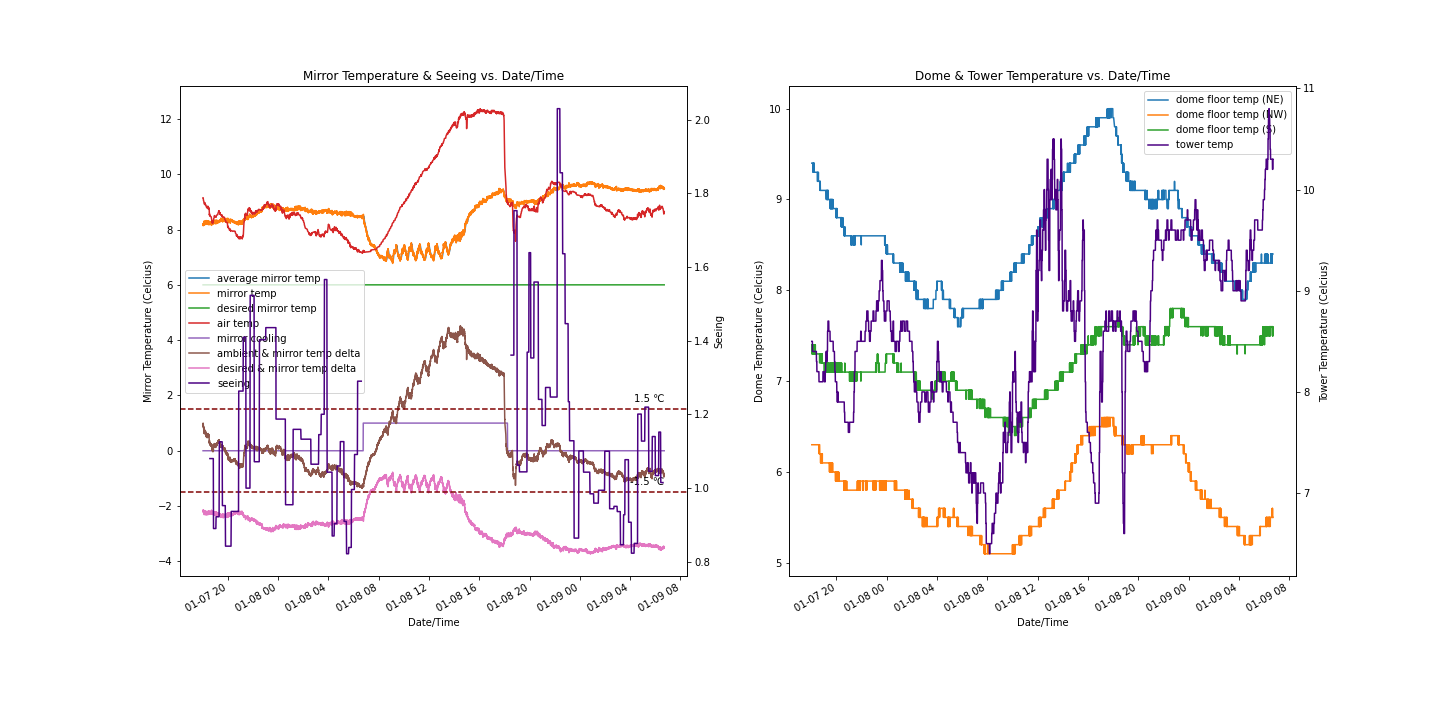 Mirror Temperature & Seeing vs. Date/Time
Mirror Temperature (Celcius)
12
10
8
6
4
2
0
−2
−4
average mirror temp
mirror temp
desired mirror temp
air temp
mirror cooling
ambient & mirror temp delta
desired & mirror temp delta
seeing
1.5 ℃
-1.5 ℃
2.0
1.8
1.6
1.4
1.2
1.0
0.8
Seeing
01-07 20
01-08 00
01-08 04
01-08 08
01-08 12
01-08 16
01-08 20
01-09 00
01-09 04
01-09 08
Date/Time
Dome & Tower Temperature vs. Date/Time
Dome Temperature (Celcius)
10
9
8
7
6
5
dome floor temp (NE)
dome floor temp (NW)
dome floor temp (S)
tower temp
11
10
9
8
7
Tower Temperature (Celcius)
01-07 20
01-08 00
01-08 04
01-08 08
01-08 12
01-08 16
01-08 20
01-09 00
01-09 04
01-09 08
Date/Time